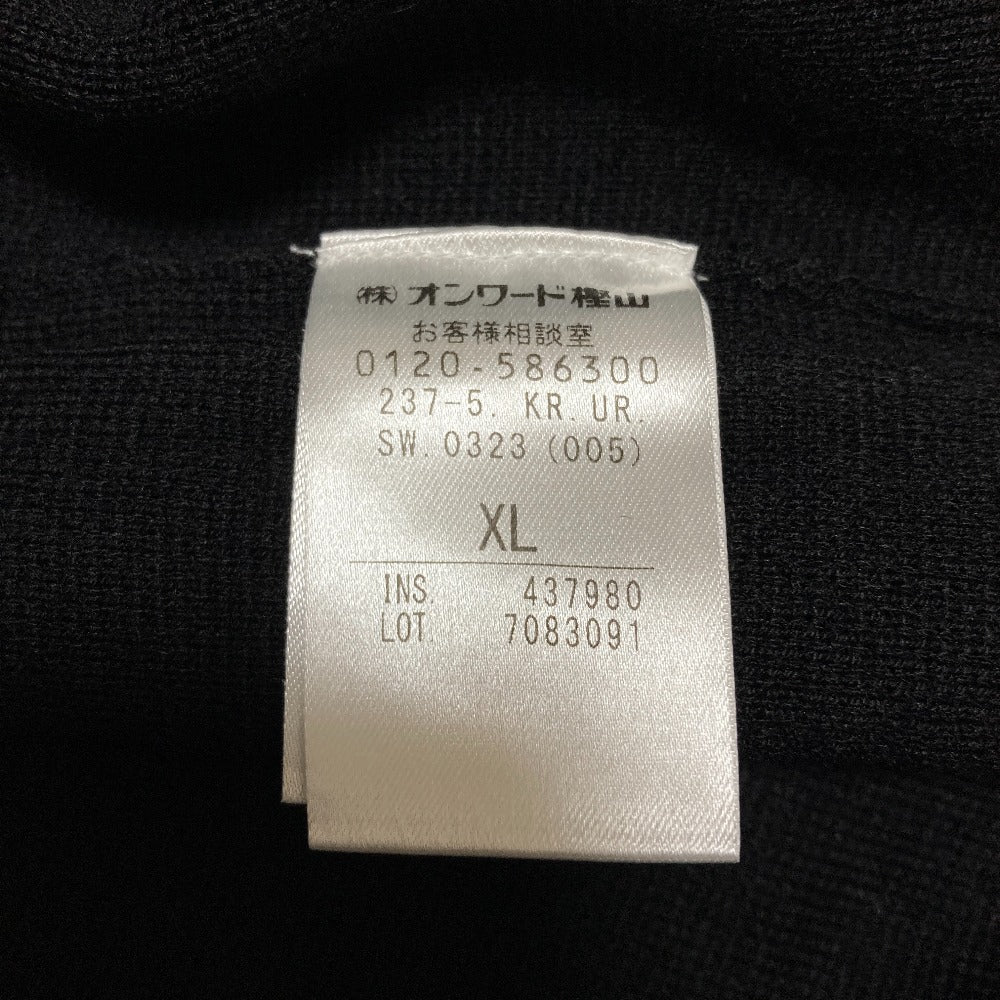 (株)オンワード樫山
お客様相談室
0120-586300
237-5. KR. UR.
SW. 0323 (005)
XL
INS 437980
LOT 7083091